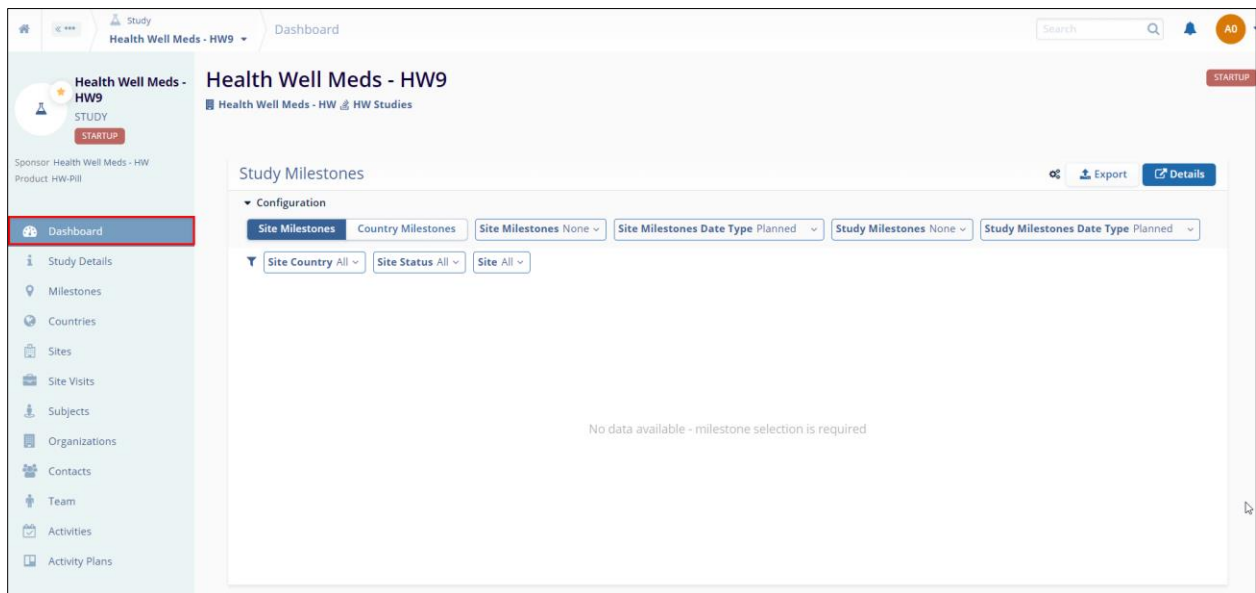 Study
Health Well Meds - HW9
Dashboard
Search
A0
Health Well Meds -
HW9
STUDY
STARTUP
Sponsor Health Well Meds - HW
Product HW-Pill
Dashboard
Study Details
Milestones
Countries
Sites
Site Visits
Subjects
Organizations
Contacts
Team
Activities
Activity Plans
Health Well Meds - HW9
STARTUP
Health Well Meds - HW HW Studies
Study Milestones
Export
Details
Configuration
Site Milestones Country Milestones Site Milestones None Site Milestones Date Type Planned Study Milestones None Study Milestones Date Type Planned
Site Country All Site Status All Site All
No data available - milestone selection is required